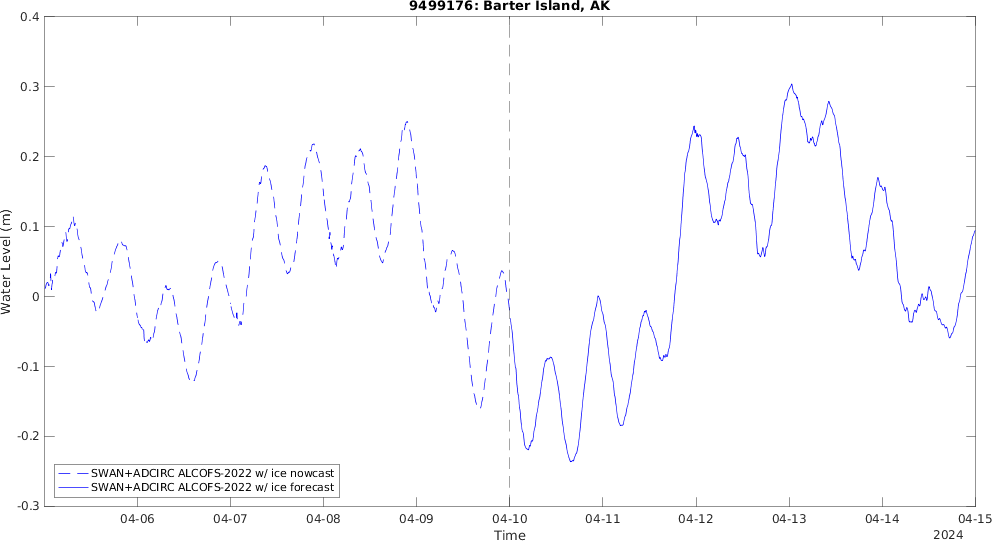 9499176: Barter Island, AK
0.4
0.3
0.2
0.1
0
-0.1
-0.2
-0.3
Water Level (m)
SWAN+ADCIRC ALCOFS-2022 w/ ice nowcast
SWAN+ADCIRC ALCOFS-2022 w/ ice forecast
04-06 04-07 04-08 04-09 04-10 04-11 04-12 04-13 04-14 04-15
Time
2024